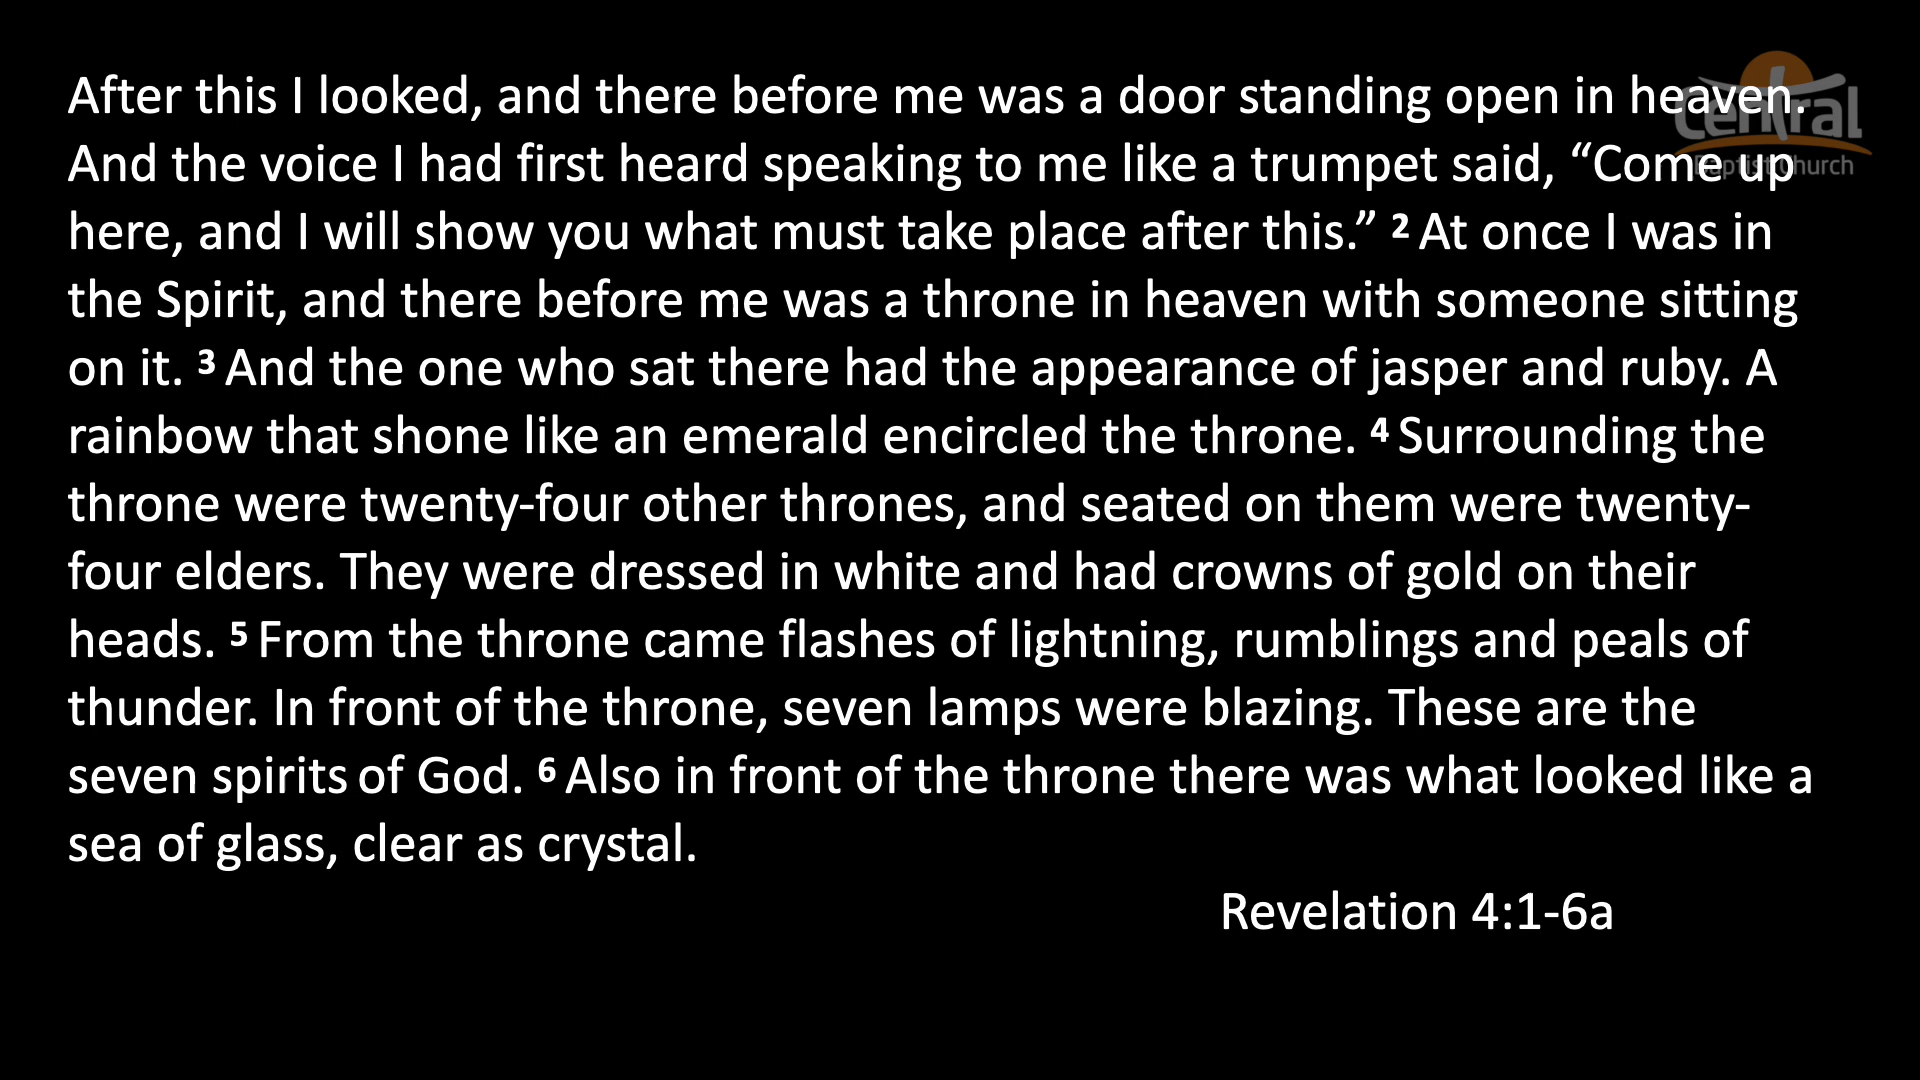 After this I looked, and there before me was a door standing open in heaven.
And the voice I had first heard speaking to me like a trumpet said, “Come up
here, and I will show you what must take place after this.” ² At once I was in
the Spirit, and there before me was a throne in heaven with someone sitting
on it. ³ And the one who sat there had the appearance of jasper and ruby. A
rainbow that shone like an emerald encircled the throne. ⁴ Surrounding the
throne were twenty-four other thrones, and seated on them were twenty-
four elders. They were dressed in white and had crowns of gold on their
heads. ⁵ From the throne came flashes of lightning, rumblings and peals of
thunder. In front of the throne, seven lamps were blazing. These are the
seven spirits of God. ⁶ Also in front of the throne there was what looked like a
sea of glass, clear as crystal.
Revelation 4:1-6a
Central
Baptist Church